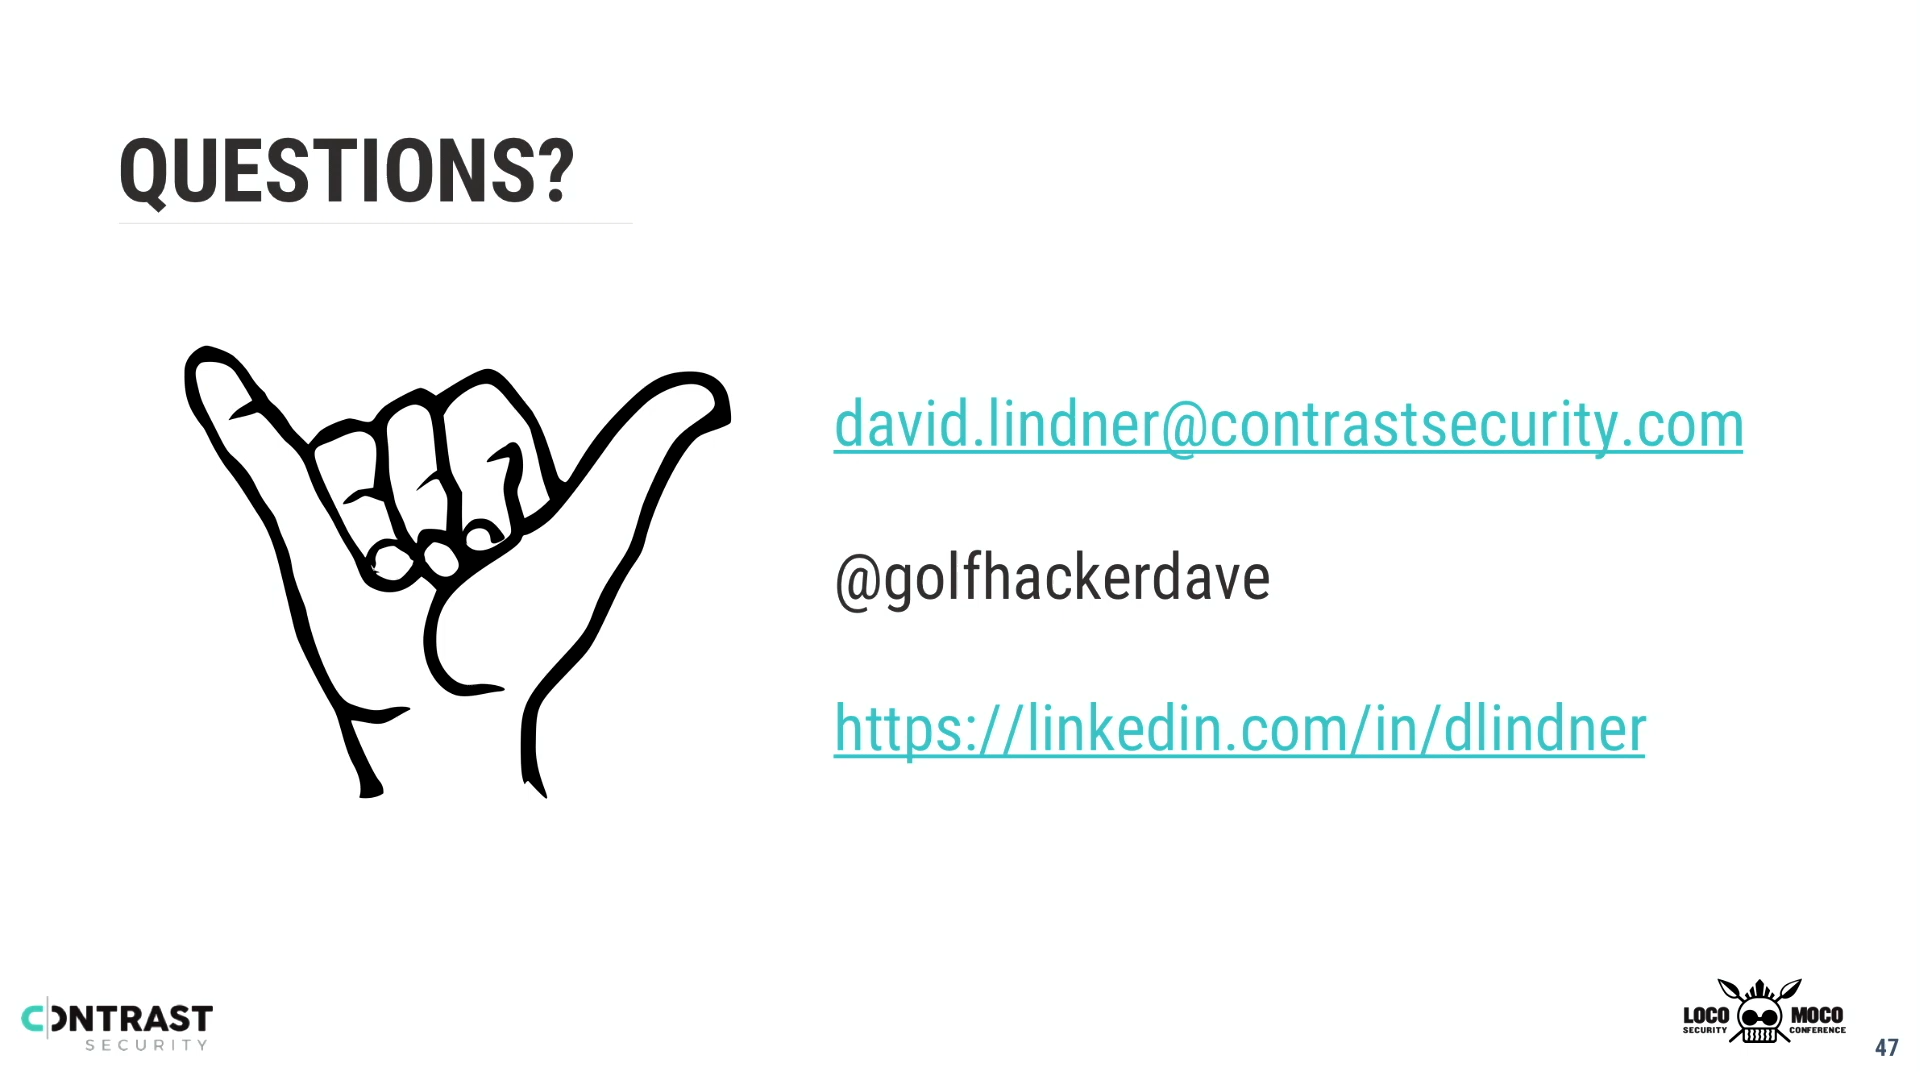 QUESTIONS?
david.lindner@contrastsecurity.com
@golfhackerdave
https://linkedin.com/in/dlindner
CONTRAST
SECURITY
LOCO MOCO
SECURITY CONFERENCE
47